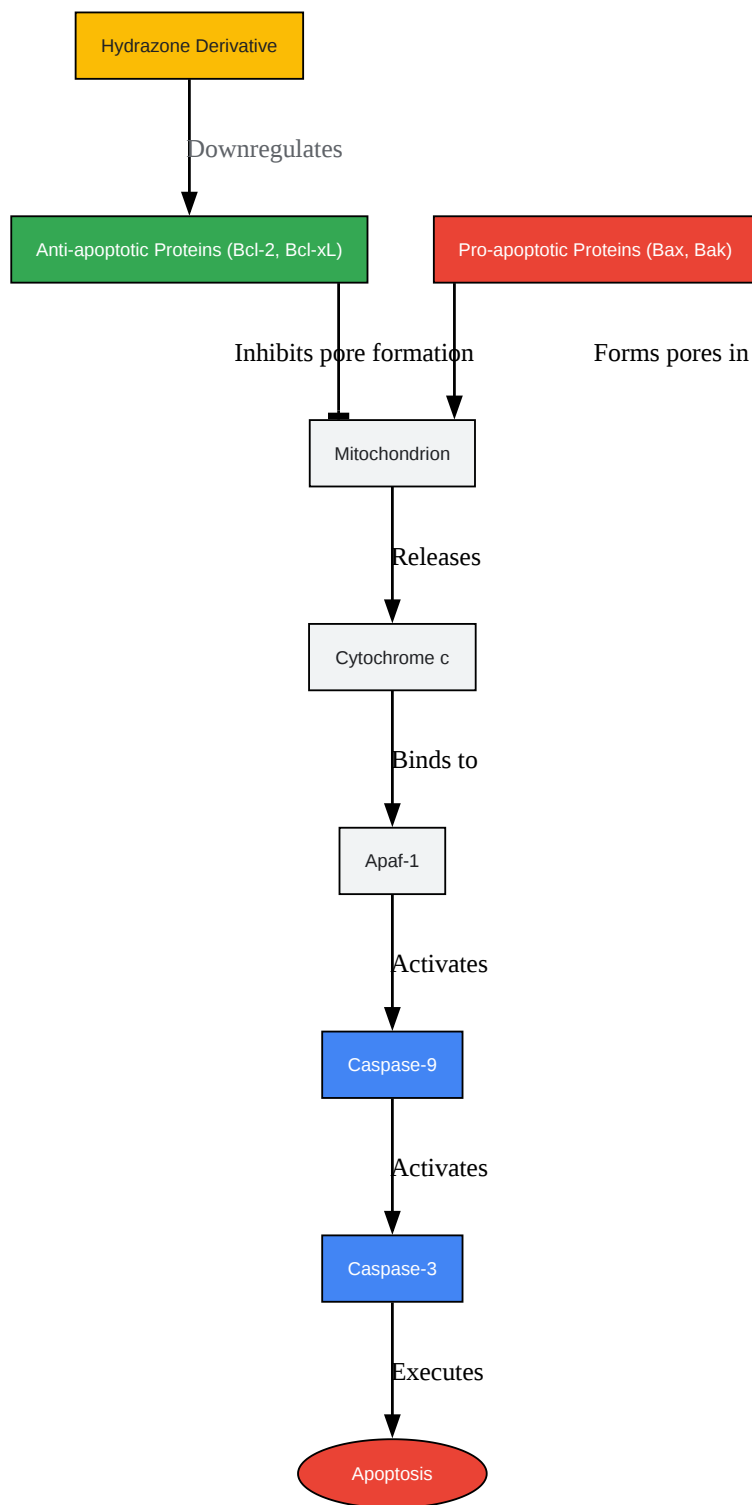 Hydrazone Derivative
Downregulates
Anti-apoptotic Proteins (Bcl-2, Bcl-xL)
Pro-apoptotic Proteins (Bax, Bak)
Inhibits pore formation
Forms pores in
Mitochondrion
Releases
Cytochrome c
Binds to
Apaf-1
Activates
Caspase-9
Activates
Caspase-3
Executes
Apoptosis